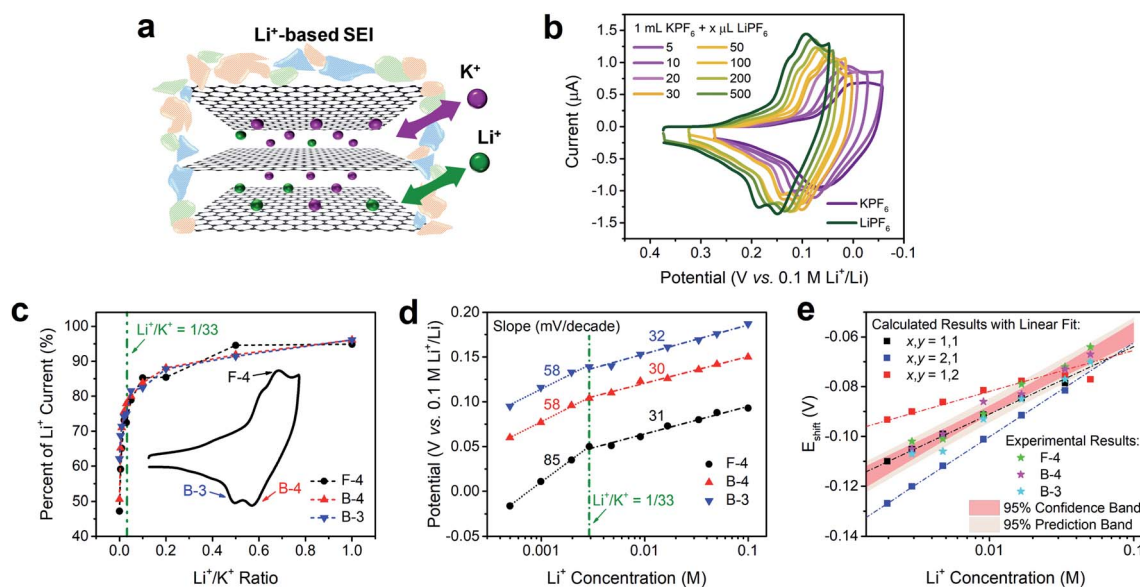 a
Li⁺-based SEI
K⁺
Li⁺
b
1 mL KPF₆ + x μL LiPF₆
5 50
10 100
20 200
30 500
KPF₆
LiPF₆
1.5
1.0
0.5
0.0
-0.5
-1.0
-1.5
Current (μA)
0.4 0.3 0.2 0.1 0.0 -0.1
Potential (V vs. 0.1 M Li⁺/Li)
c
Li⁺/K⁺ = 1/33
F-4
B-3
B-4
F-4
B-4
B-3
100
90
80
70
60
50
40
Percent of Li⁺ Current (%)
0.0 0.2 0.4 0.6 0.8 1.0
Li⁺/K⁺ Ratio
d
Slope (mV/decade)
32
58
30
58
31
85
Li⁺/K⁺ = 1/33
F-4
B-4
B-3
0.20
0.15
0.10
0.05
0.00
-0.05
Potential (V vs. 0.1 M Li⁺/Li)
0.001 0.01 0.1
Li⁺ Concentration (M)
e
Calculated Results with Linear Fit:
x,y = 1,1
x,y = 2,1
x,y = 1,2
Experimental Results:
F-4
B-4
B-3
95% Confidence Band
95% Prediction Band
-0.06
-0.08
-0.10
-0.12
-0.14
E_shift (V)
0.01 0.1
Li⁺ Concentration (M)